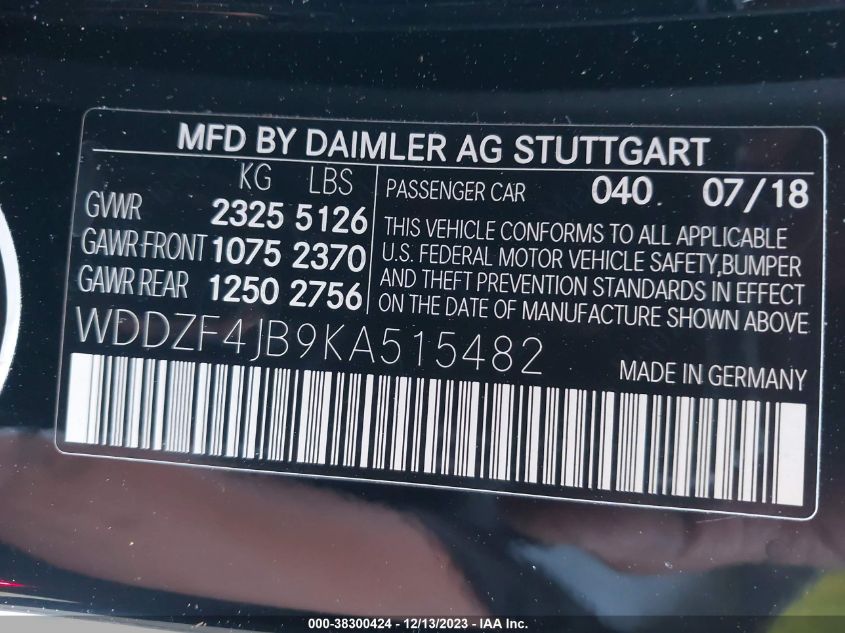 MFD BY DAIMLER AG STUTTGART
KG LBS
GVWR 2325 5126
GAWR FRONT 1075 2370
GAWR REAR 1250 2756
PASSENGER CAR 040 07/18
THIS VEHICLE CONFORMS TO ALL APPLICABLE
U.S. FEDERAL MOTOR VEHICLE SAFETY, BUMPER
AND THEFT PREVENTION STANDARDS IN EFFECT
ON THE DATE OF MANUFACTURE SHOWN ABOVE
WDDZF4JB9KA515482
MADE IN GERMANY
000-38300424 - 12/13/2023 - IAA Inc.